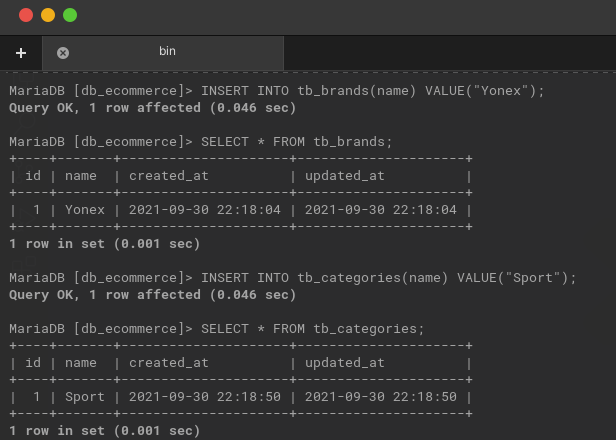 bin
MariaDB [db_ecommerce]> INSERT INTO tb_brands(name) VALUE("Yonex");
Query OK, 1 row affected (0.046 sec)
MariaDB [db_ecommerce]> SELECT * FROM tb_brands;
+----+-------+---------------------+---------------------+
| id | name  | created_at          | updated_at          |
+----+-------+---------------------+---------------------+
|  1 | Yonex | 2021-09-30 22:18:04 | 2021-09-30 22:18:04 |
+----+-------+---------------------+---------------------+
1 row in set (0.001 sec)
MariaDB [db_ecommerce]> INSERT INTO tb_categories(name) VALUE("Sport");
Query OK, 1 row affected (0.046 sec)
MariaDB [db_ecommerce]> SELECT * FROM tb_categories;
+----+-------+---------------------+---------------------+
| id | name  | created_at          | updated_at          |
+----+-------+---------------------+---------------------+
|  1 | Sport | 2021-09-30 22:18:50 | 2021-09-30 22:18:50 |
+----+-------+---------------------+---------------------+
1 row in set (0.001 sec)